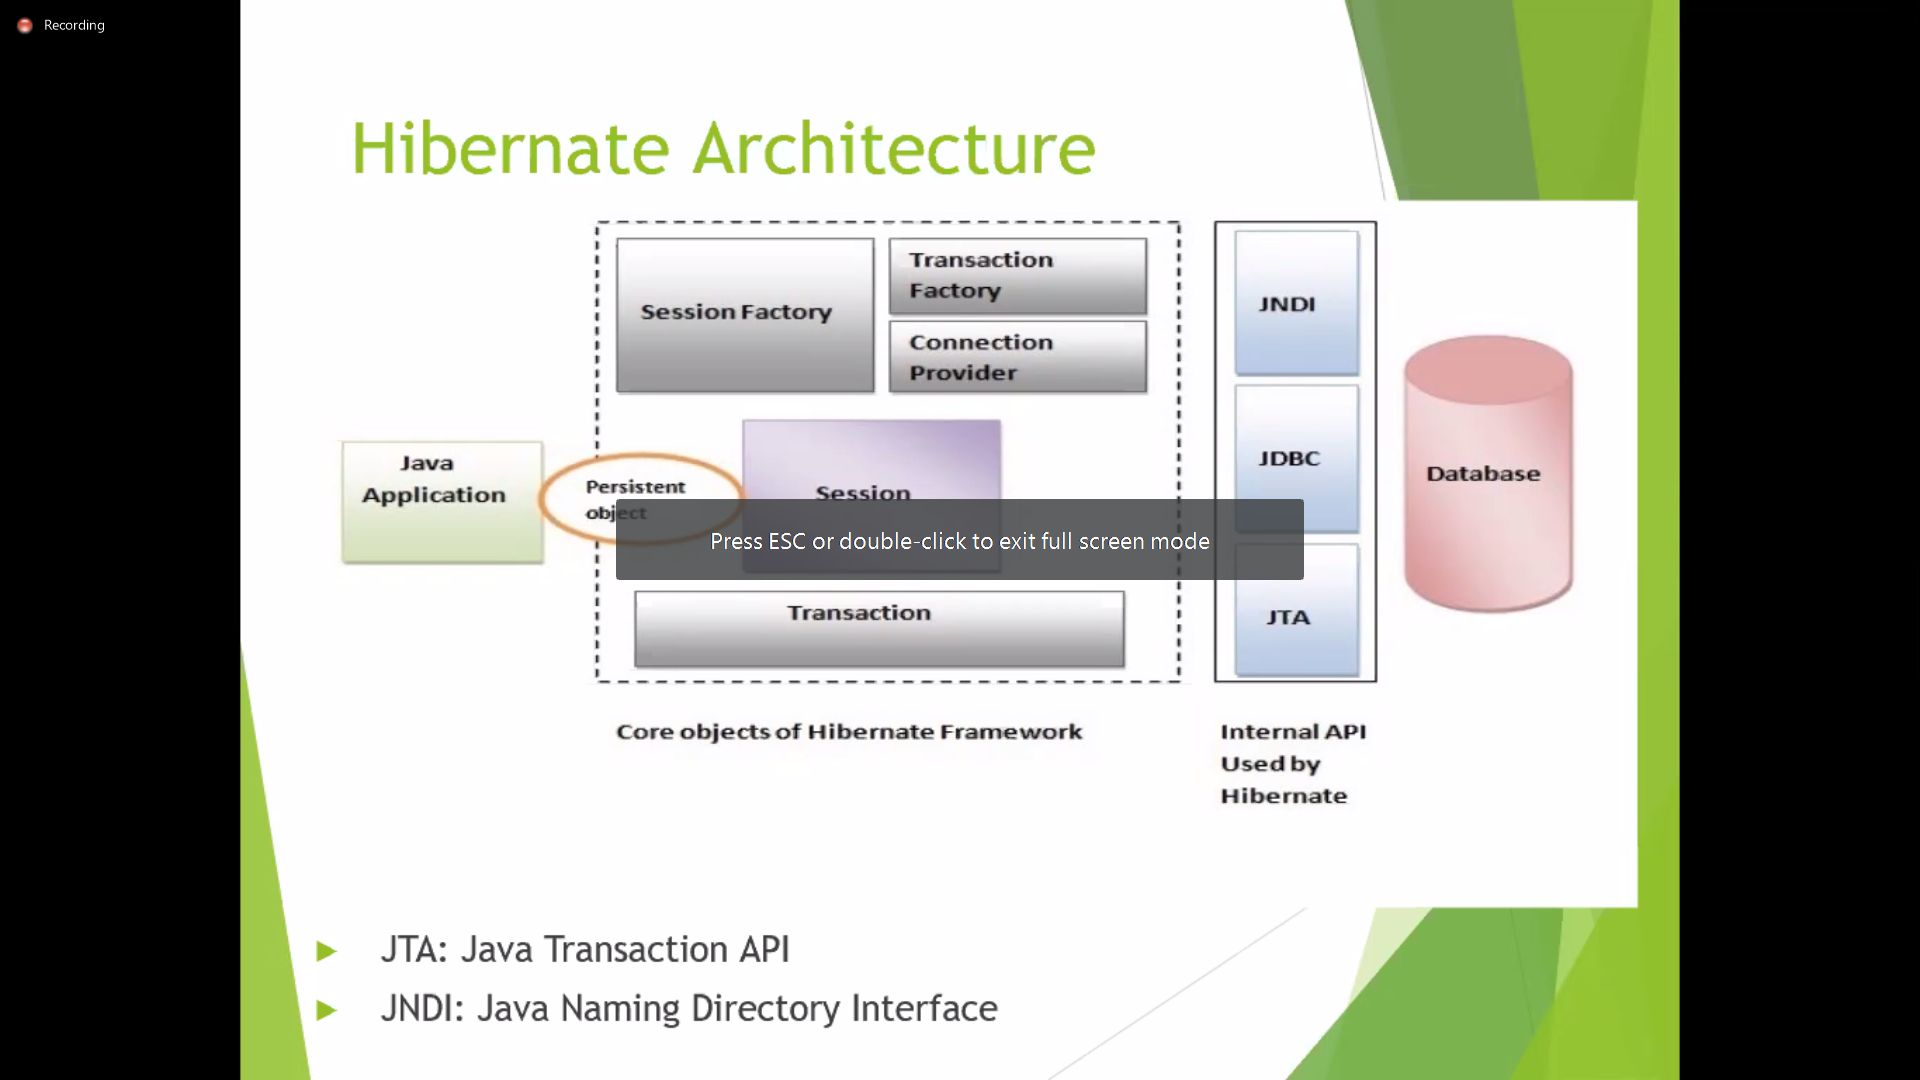 Recording
Hibernate Architecture
Session Factory
Transaction
Factory
Connection
Provider
JNDI
Java
Application
Persistent
object
Session
JDBC
Database
Press ESC or double-click to exit full screen mode
Transaction
JTA
Core objects of Hibernate Framework
Internal API
Used by
Hibernate
JTA: Java Transaction API
JNDI: Java Naming Directory Interface